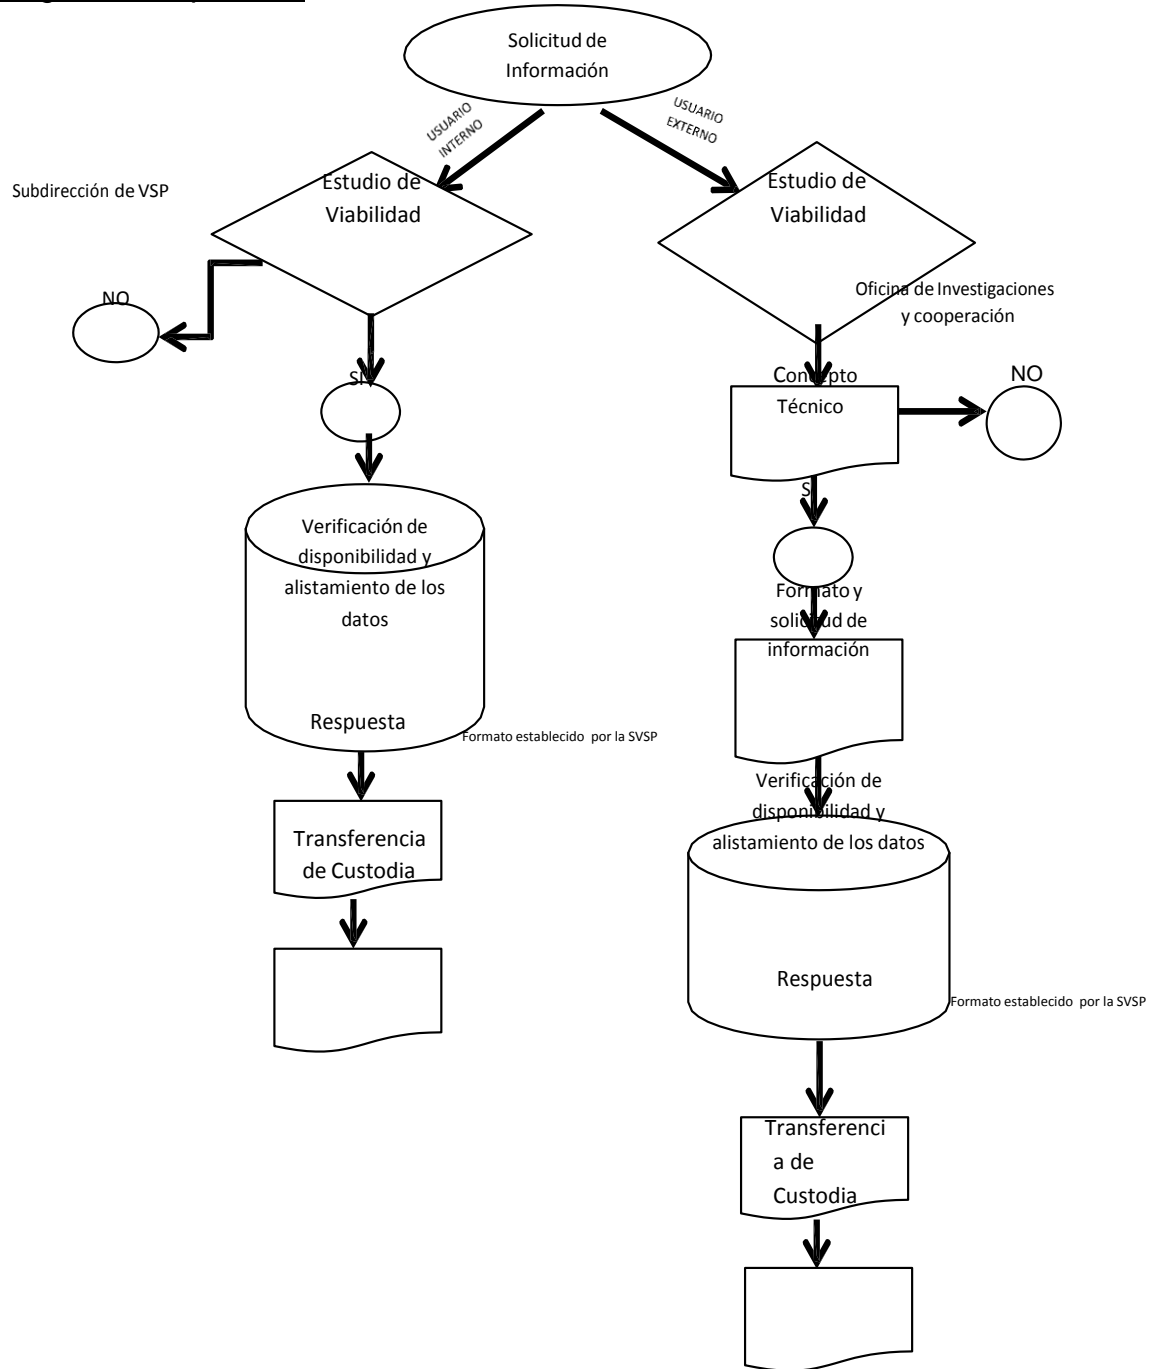 Solicitud de
Información
USUARIO
INTERNO
USUARIO
EXTERNO
Subdirección de VSP
Estudio de
Viabilidad
Estudio de
Viabilidad
Oficina de Investigaciones
y cooperación
NO
SI
Concepto
Técnico
NO
Verificación de
disponibilidad y
alistamiento de los
datos
Respuesta
Formato establecido por la SVSP
Formato y
solicitud de
información
Transferencia
de Custodia
Verificación de
disponibilidad y
alistamiento de los datos
Respuesta
Formato establecido por la SVSP
Transferenci
a de
Custodia